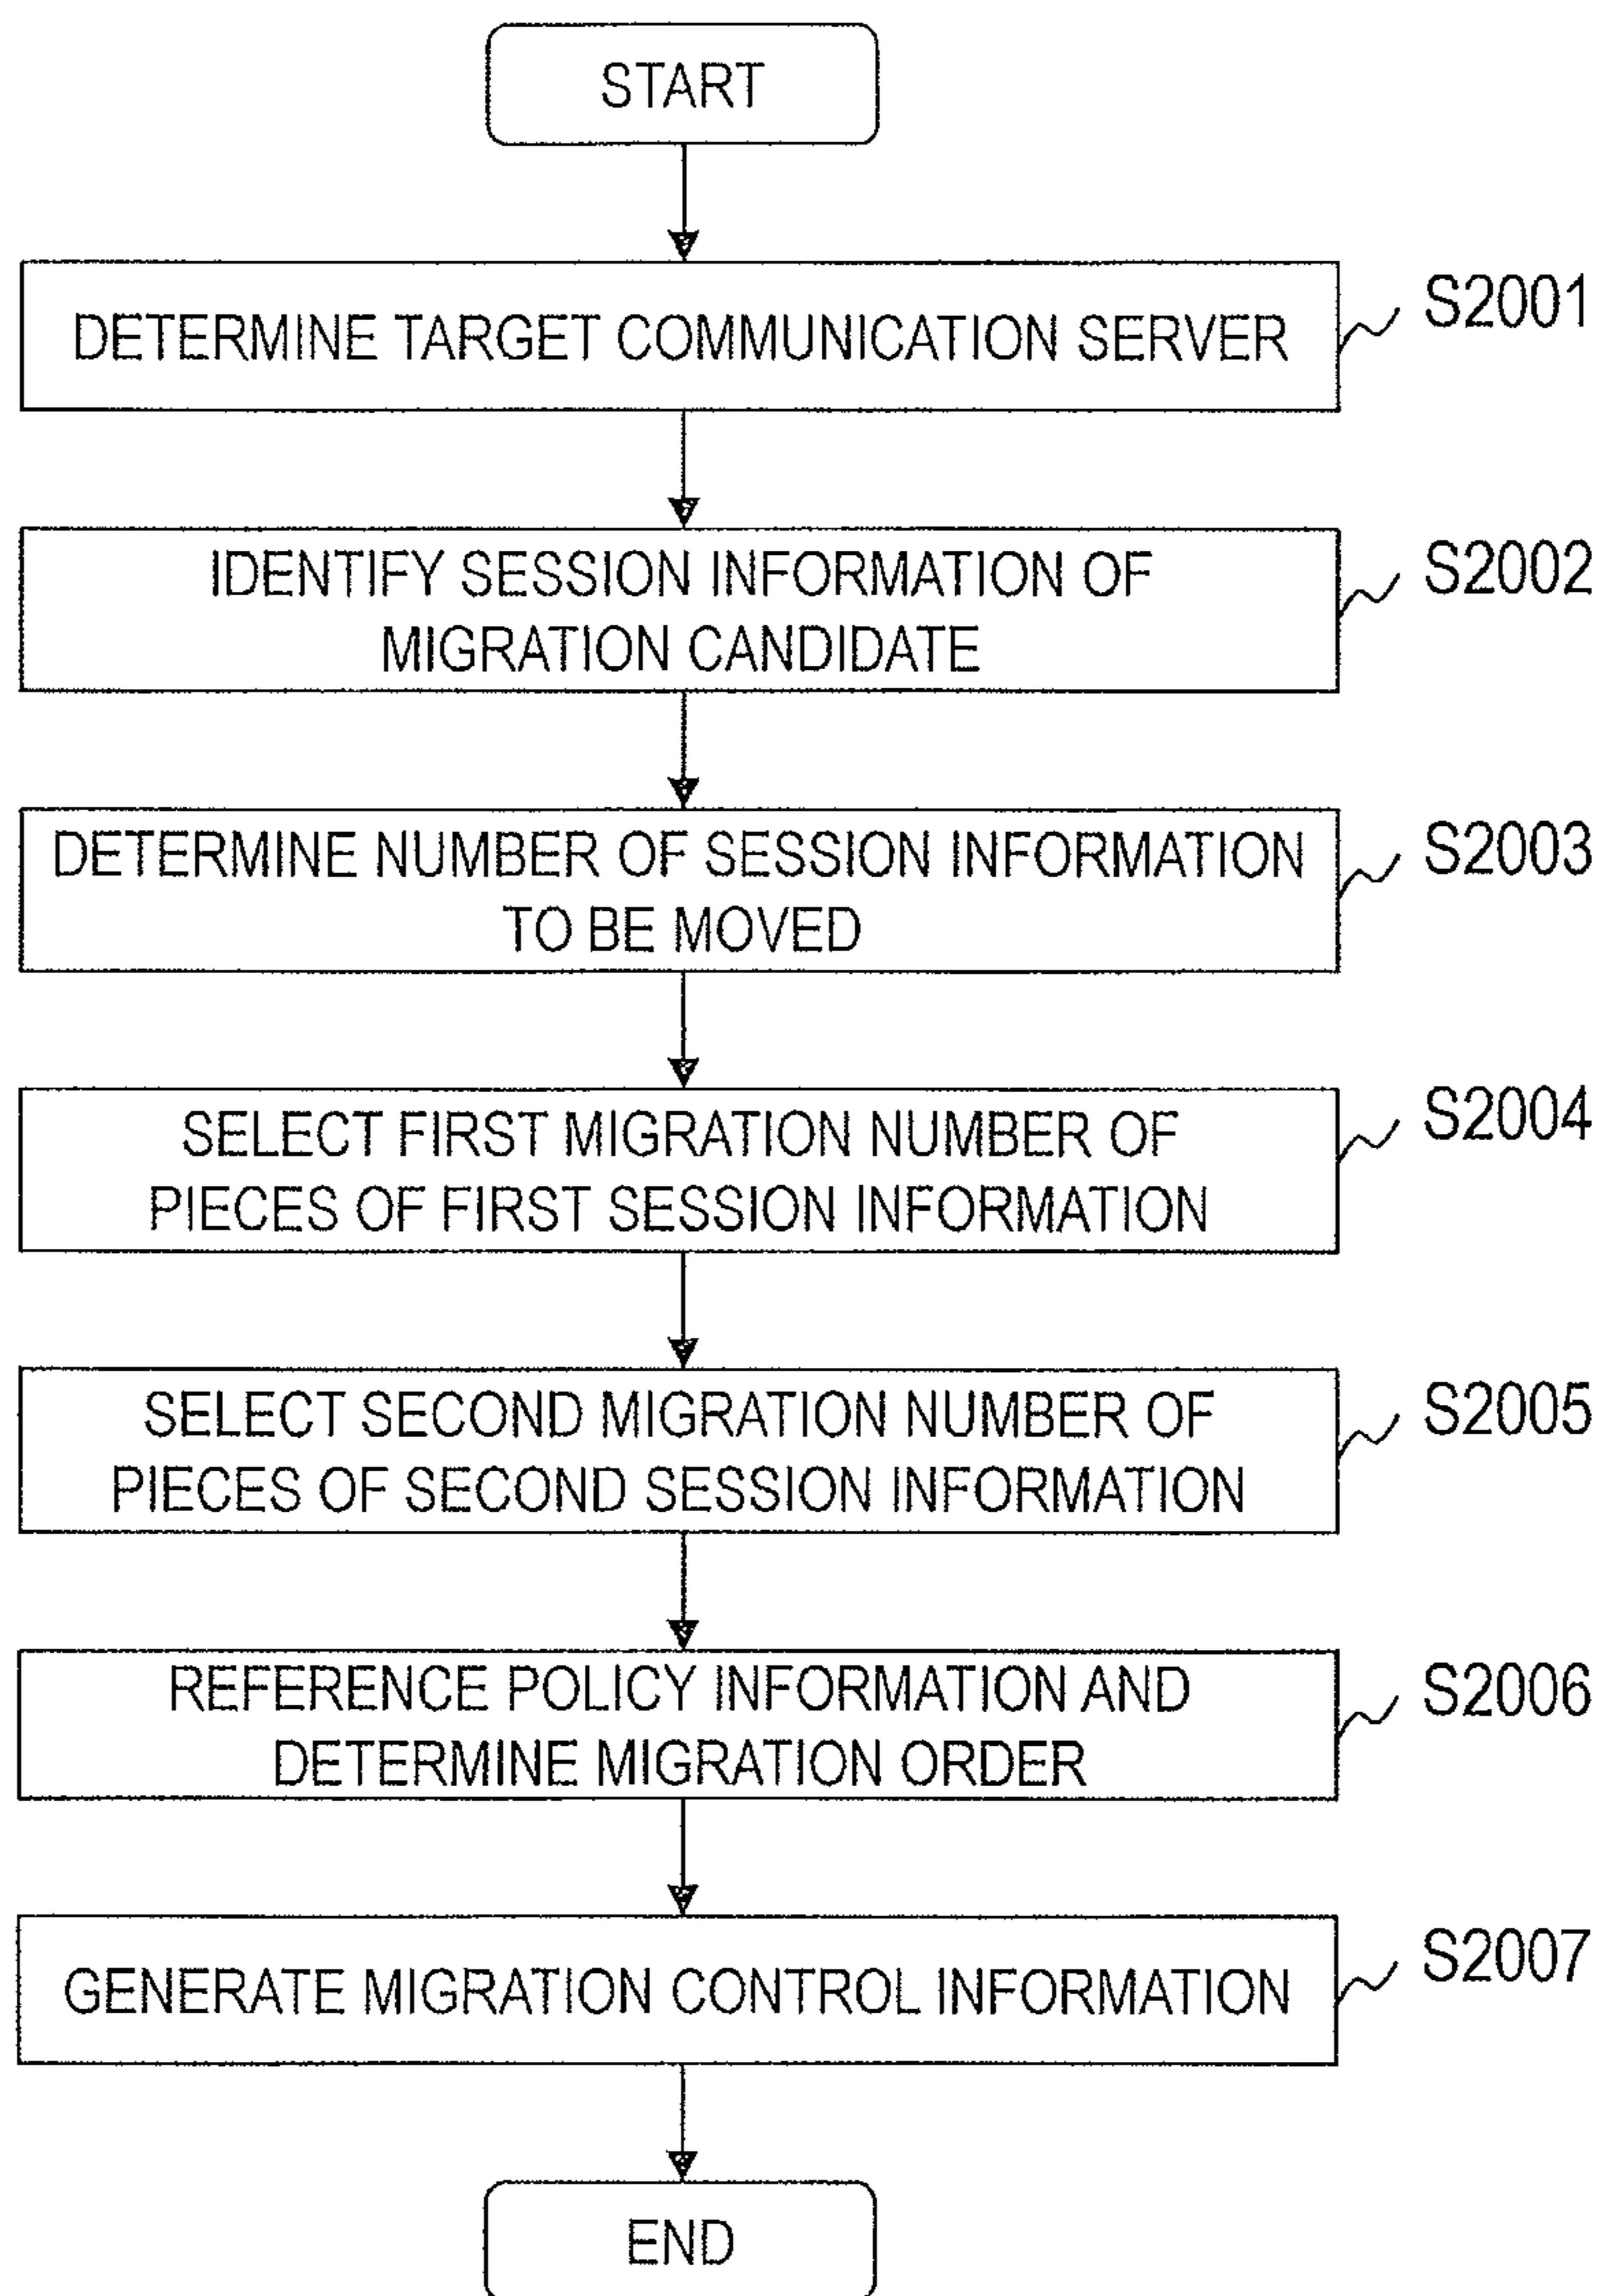 START
DETERMINE TARGET COMMUNICATION SERVER
S2001
IDENTIFY SESSION INFORMATION OF
MIGRATION CANDIDATE
S2002
DETERMINE NUMBER OF SESSION INFORMATION
TO BE MOVED
S2003
SELECT FIRST MIGRATION NUMBER OF
PIECES OF FIRST SESSION INFORMATION
S2004
SELECT SECOND MIGRATION NUMBER OF
PIECES OF SECOND SESSION INFORMATION
S2005
REFERENCE POLICY INFORMATION AND
DETERMINE MIGRATION ORDER
S2006
GENERATE MIGRATION CONTROL INFORMATION
S2007
END